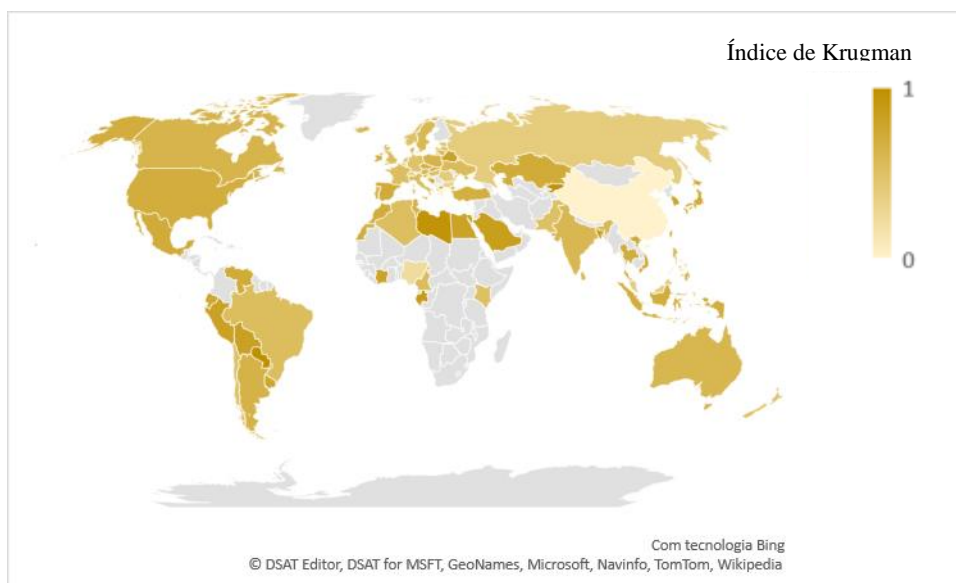 Índice de Krugman
1
0
Com tecnologia Bing
© DSAT Editor, DSAT for MSFT, GeoNames, Microsoft, Navinfo, TomTom, Wikipedia